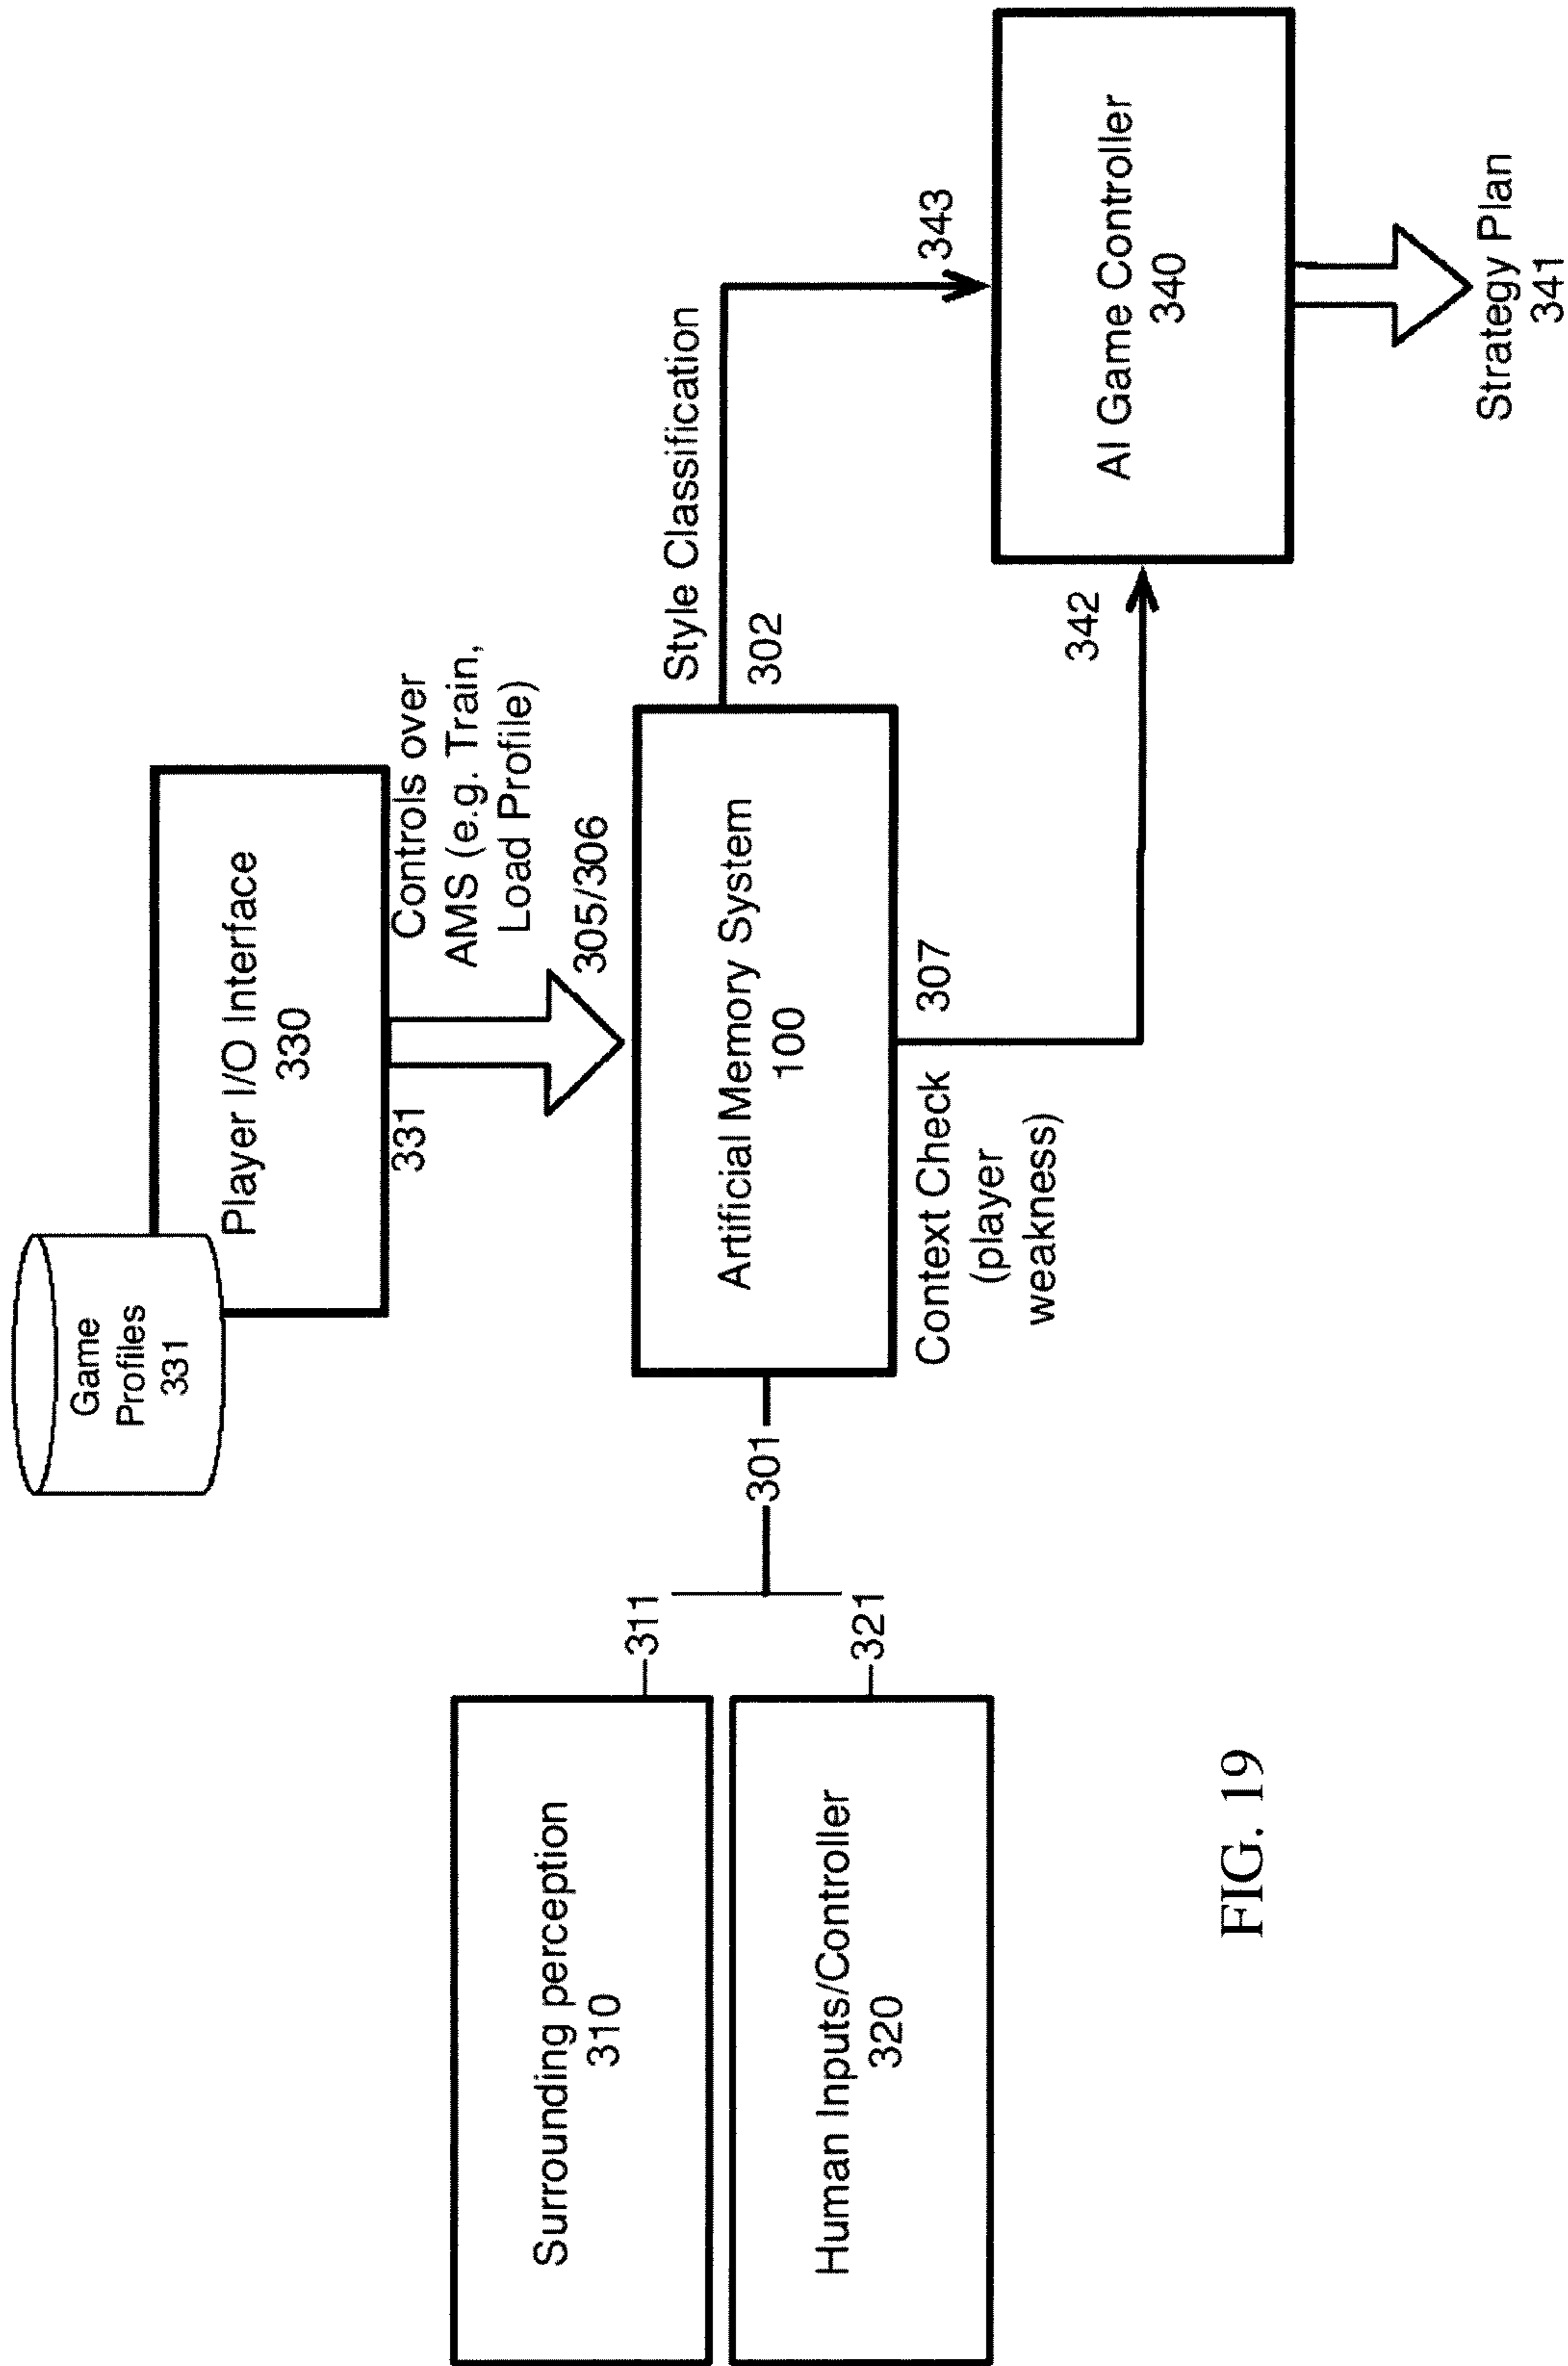 Game
Profiles
331
Player I/O Interface
330
331
Controls over
AMS (e.g. Train,
Load Profile)
305/306
Surrounding perception
310
311
Human Inputs/Controller
320
321
301
Artificial Memory System
100
Style Classification
302
307
Context Check
(player
weakness)
343
342
AI Game Controller
340
Strategy Plan
341
FIG. 19